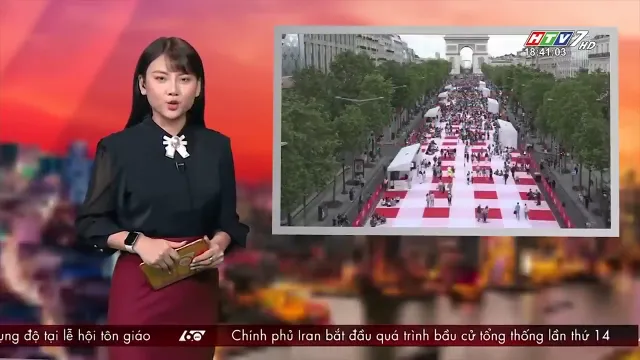 HTV7 HD
18:41:03
ụng độ tại lễ hội tôn giáo 60 Chính phủ Iran bắt đầu quá trình bầu cử tổng thống lần thứ 14